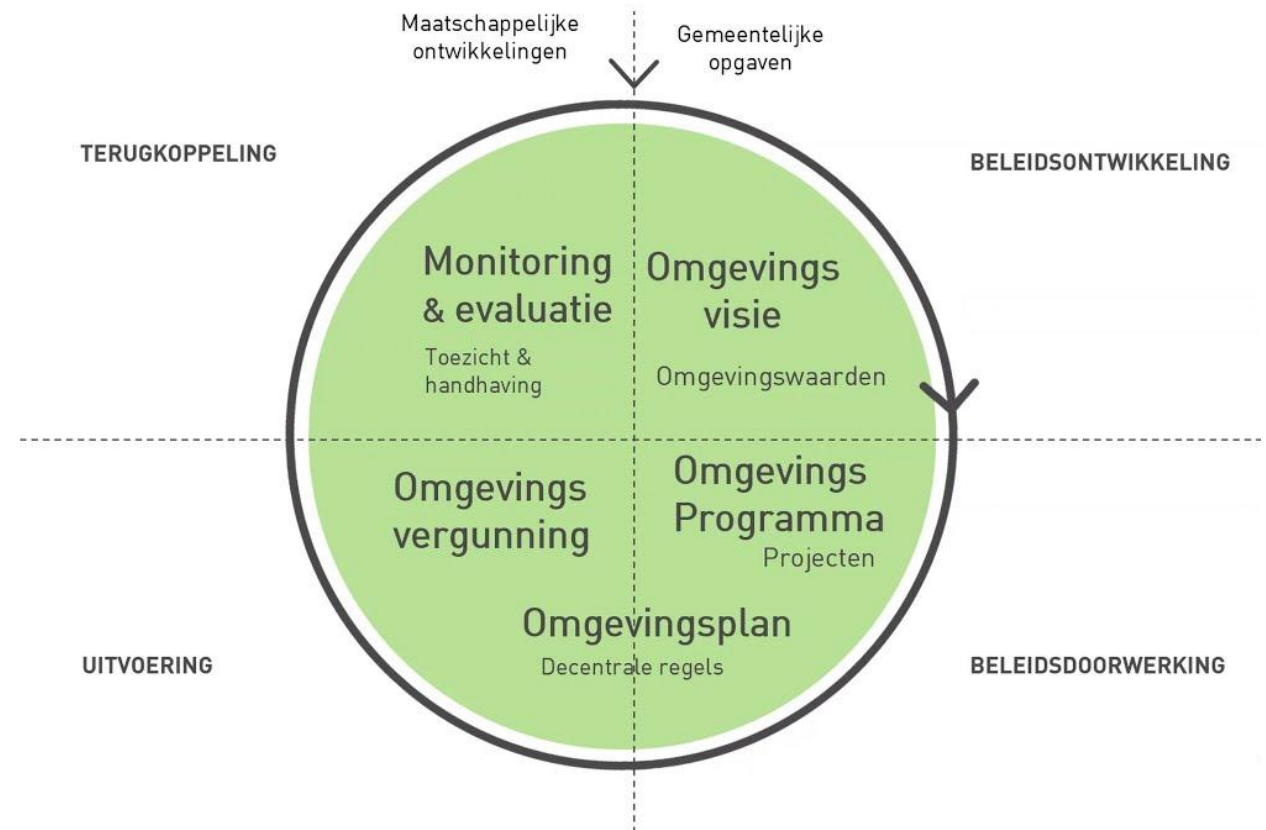 Maatschappelijke
ontwikkelingen
Gemeentelijke
opgaven
TERUGKOPPELING
BELEIDSONTWIKKELING
Monitoring
& evaluatie
Toezicht &
handhaving
Omgevings
visie
Omgevingswaarden
Omgevings
vergunning
Omgevings
Programma
Projecten
Omgevingsplan
Decentrale regels
UITVOERING
BELEIDSDOORWERKING